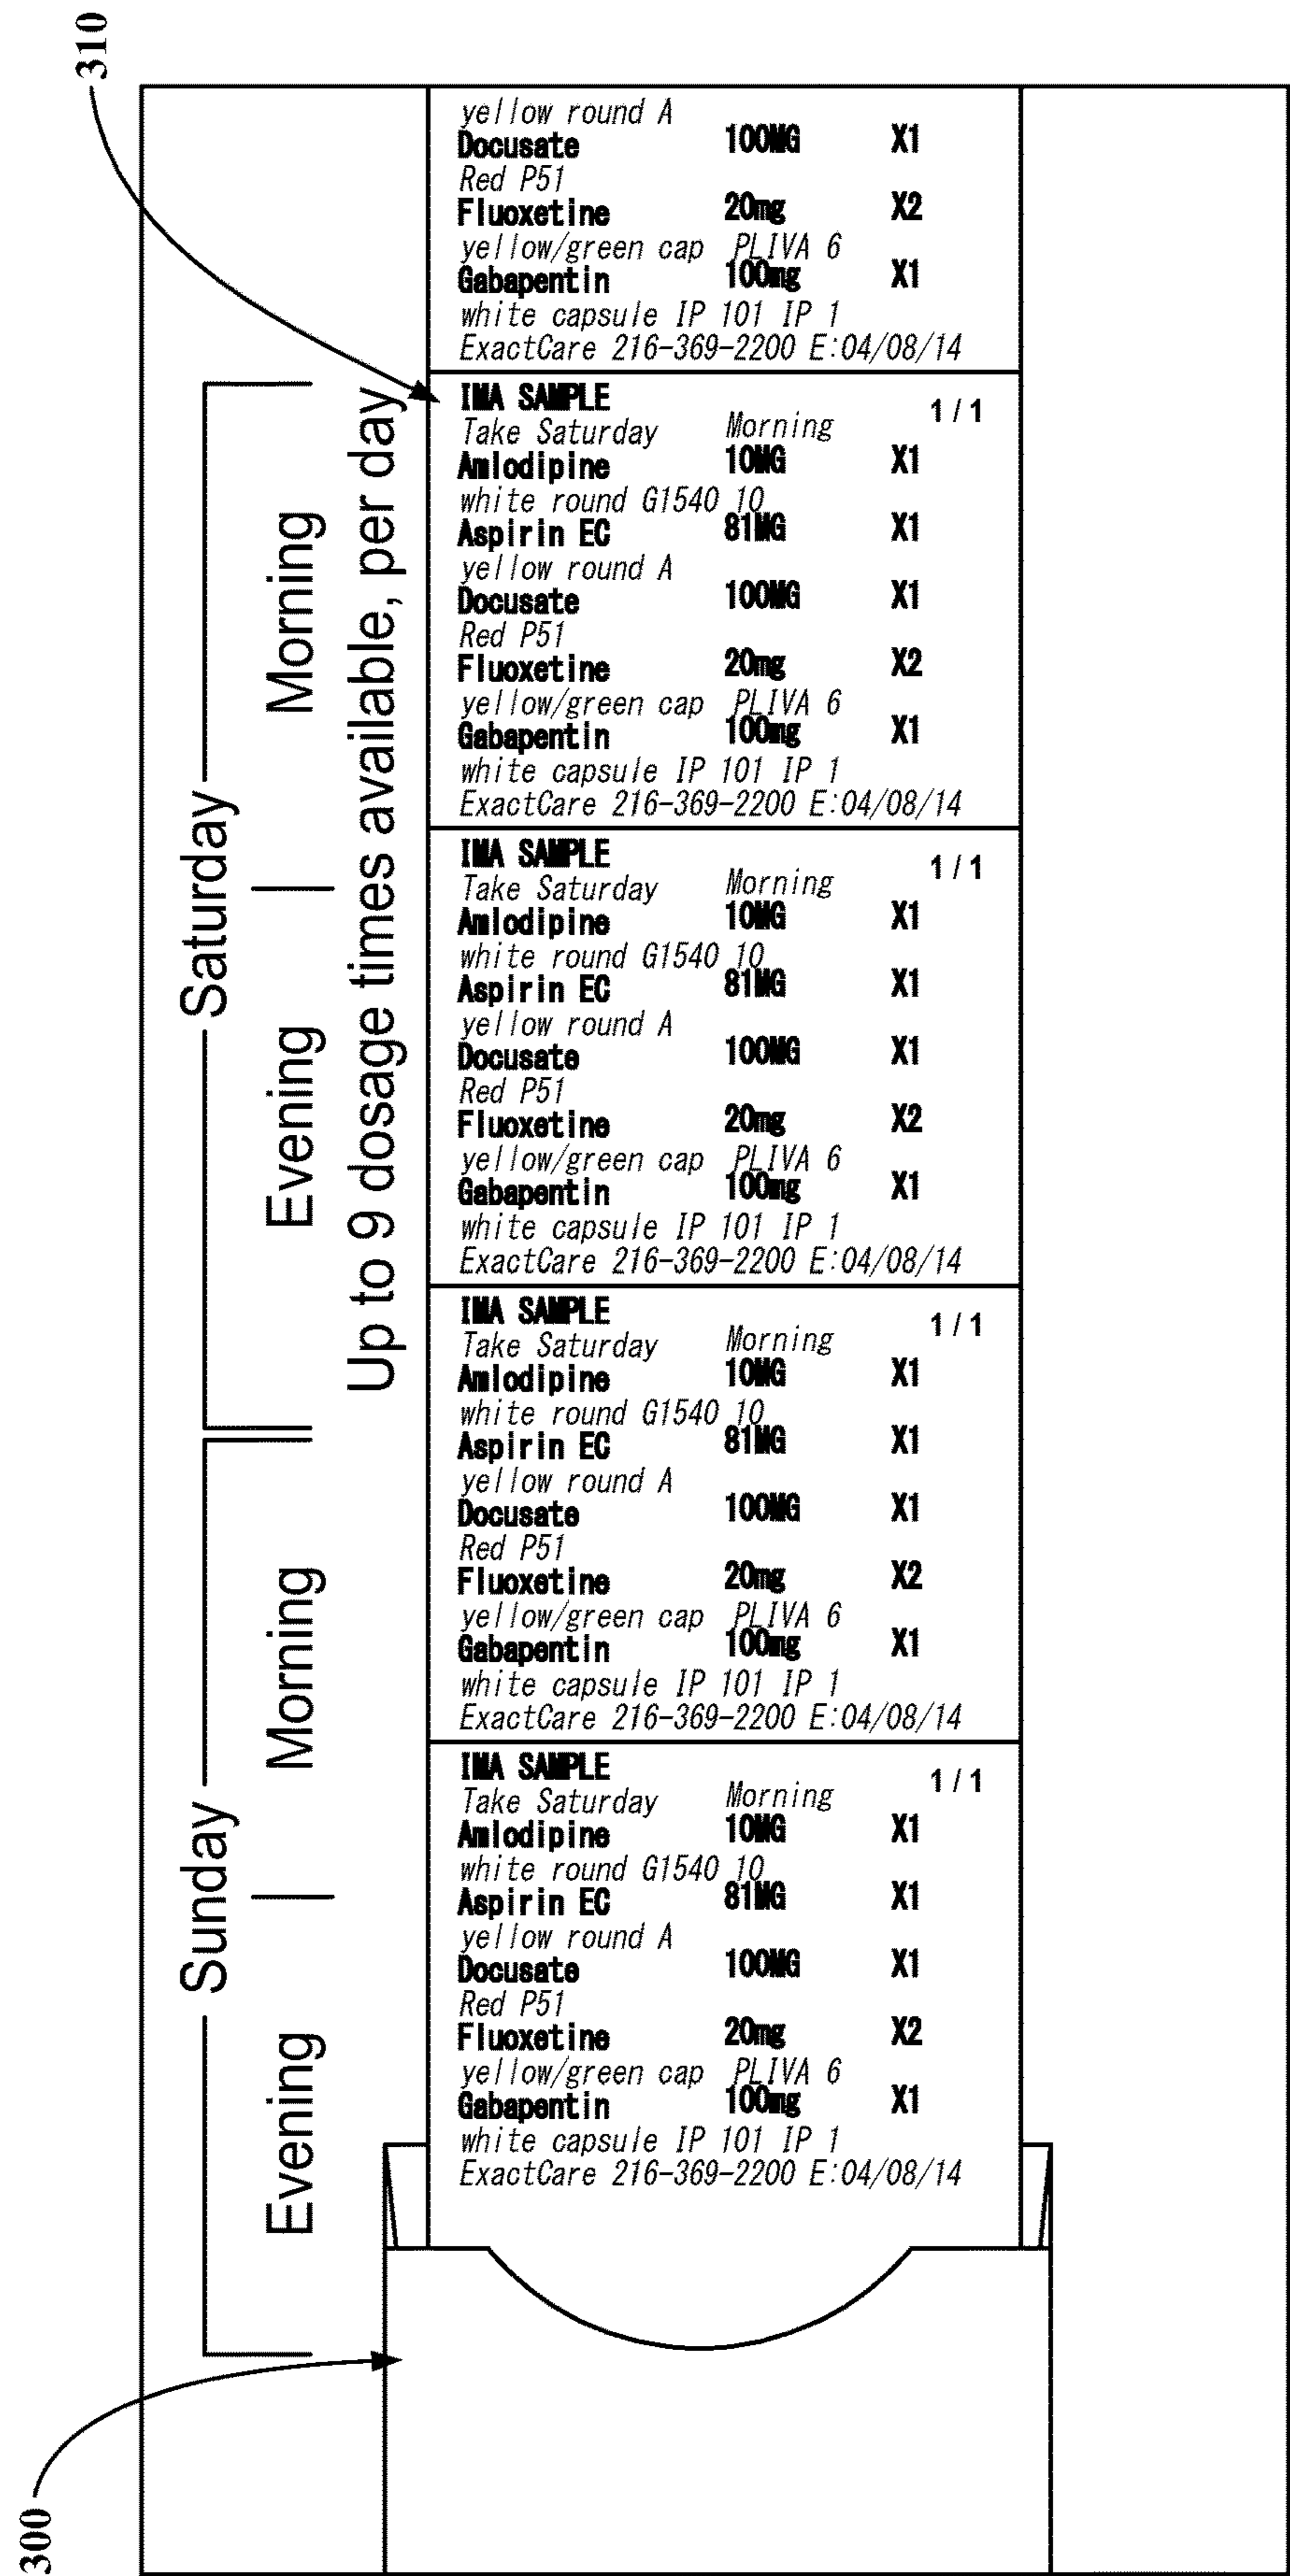 310
300
Saturday
Morning
Evening
Sunday
Morning
Evening
Up to 9 dosage times available, per day
yellow round A
Docusate 100MG X1
Red P51
Fluoxetine 20mg X2
yellow/green cap PLIVA 6
Gabapentin 100mg X1
white capsule IP 101 IP 1
ExactCare 216-369-2200 E:04/08/14
IMA SAMPLE 1/1
Take Saturday Morning
Amlodipine 10MG X1
white round G1540 10
Aspirin EC 81MG X1
yellow round A
Docusate 100MG X1
Red P51
Fluoxetine 20mg X2
yellow/green cap PLIVA 6
Gabapentin 100mg X1
white capsule IP 101 IP 1
ExactCare 216-369-2200 E:04/08/14
IMA SAMPLE 1/1
Take Saturday Morning
Amlodipine 10MG X1
white round G1540 10
Aspirin EC 81MG X1
yellow round A
Docusate 100MG X1
Red P51
Fluoxetine 20mg X2
yellow/green cap PLIVA 6
Gabapentin 100mg X1
white capsule IP 101 IP 1
ExactCare 216-369-2200 E:04/08/14
IMA SAMPLE 1/1
Take Saturday Morning
Amlodipine 10MG X1
white round G1540 10
Aspirin EC 81MG X1
yellow round A
Docusate 100MG X1
Red P51
Fluoxetine 20mg X2
yellow/green cap PLIVA 6
Gabapentin 100mg X1
white capsule IP 101 IP 1
ExactCare 216-369-2200 E:04/08/14
IMA SAMPLE 1/1
Take Saturday Morning
Amlodipine 10MG X1
white round G1540 10
Aspirin EC 81MG X1
yellow round A
Docusate 100MG X1
Red P51
Fluoxetine 20mg X2
yellow/green cap PLIVA 6
Gabapentin 100mg X1
white capsule IP 101 IP 1
ExactCare 216-369-2200 E:04/08/14